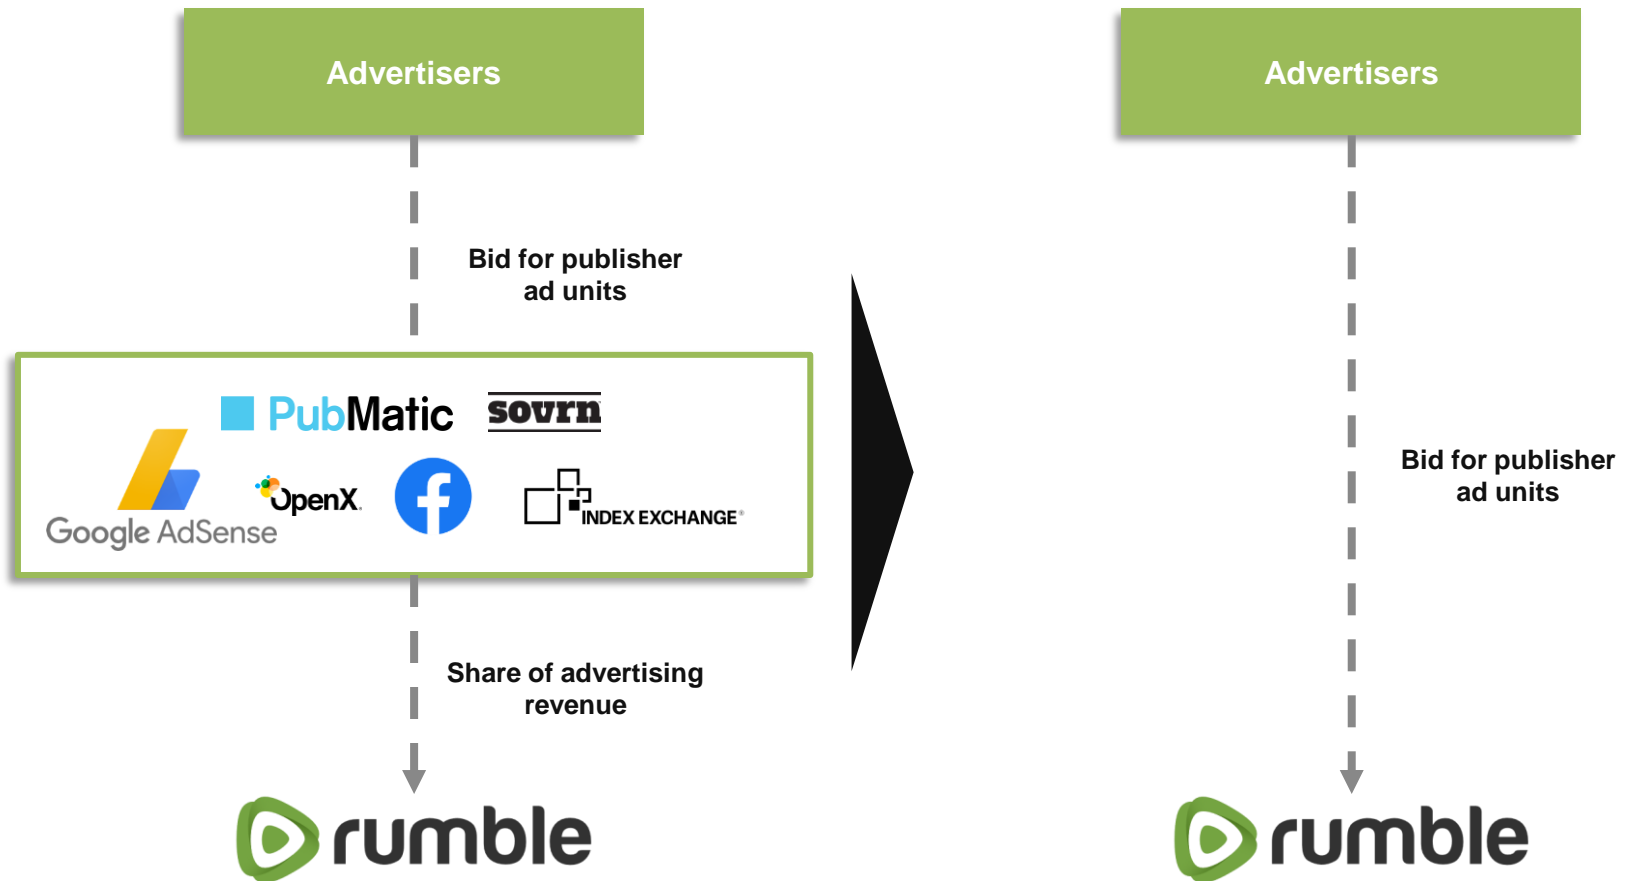 Advertisers
Bid for publisher
ad units
PubMatic
sovrn
Google AdSense
OpenX.
INDEX EXCHANGE®
Share of advertising
revenue
rumble
Advertisers
Bid for publisher
ad units
rumble